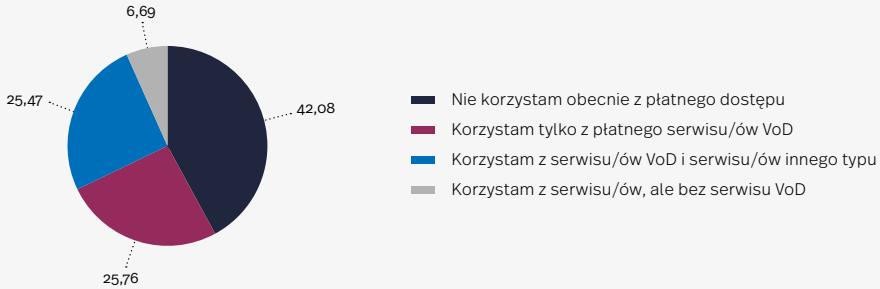 6,69
25,47
42,08
25,76
Nie korzystam obecnie z płatnego dostępu
Korzystam tylko z płatnego serwisu/ów VoD
Korzystam z serwisu/ów VoD i serwisu/ów innego typu
Korzystam z serwisu/ów, ale bez serwisu VoD